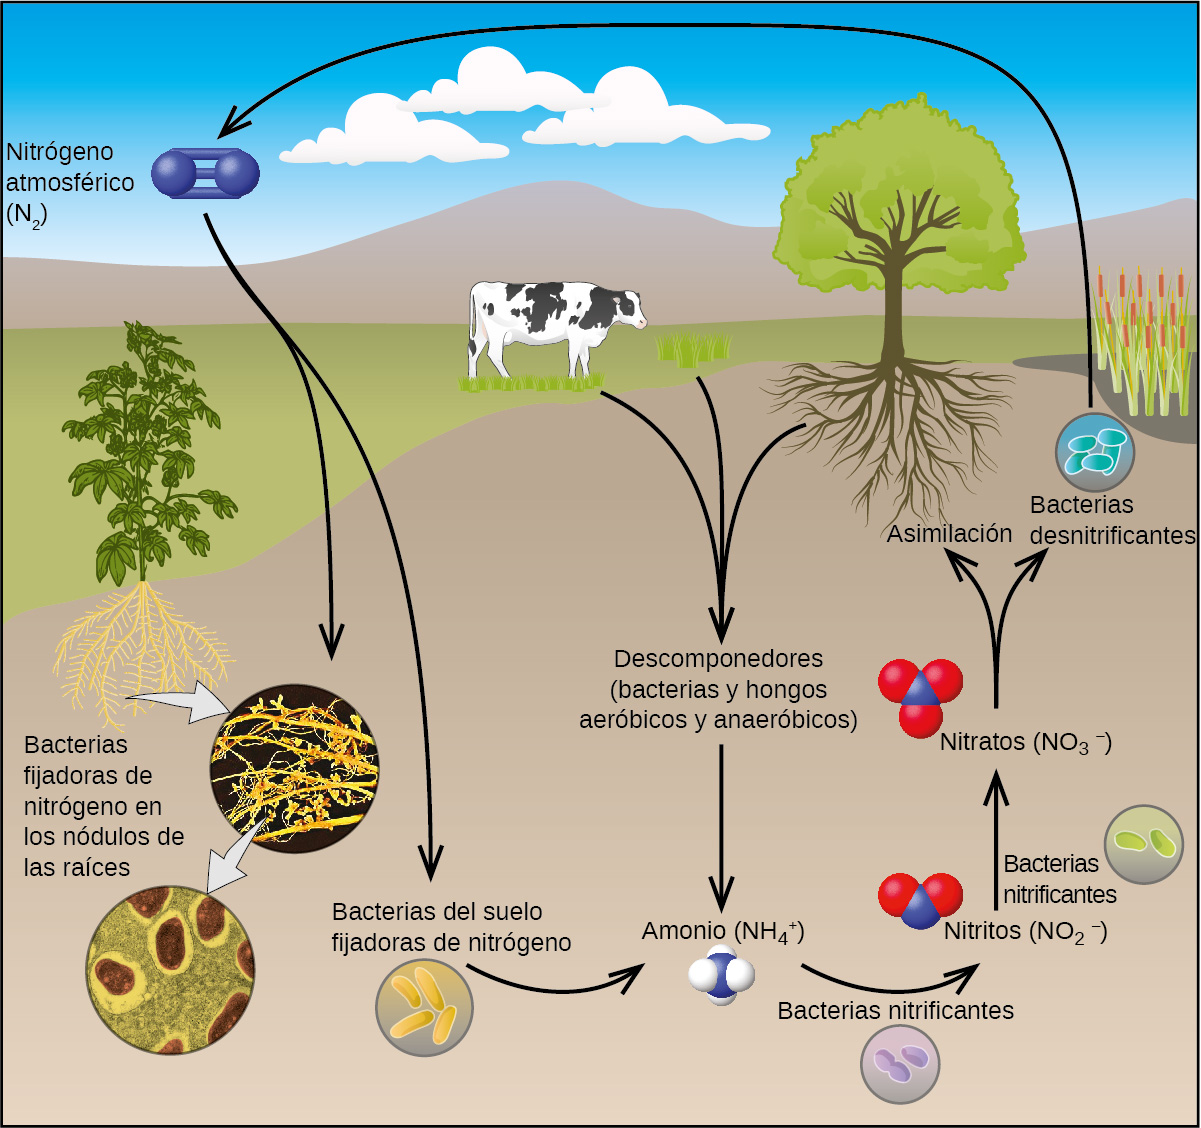 Nitrógeno
atmosférico
(N₂)
Asimilación
Bacterias
desnitrificantes
Descomponedores
(bacterias y hongos
aeróbicos y anaeróbicos)
Nitratos (NO₃ ⁻)
Bacterias
fijadoras de
nitrógeno en
los nódulos de
las raíces
Bacterias
nitrificantes
Bacterias del suelo
fijadoras de nitrógeno
Amonio (NH₄⁺)
Nitritos (NO₂ ⁻)
Bacterias nitrificantes